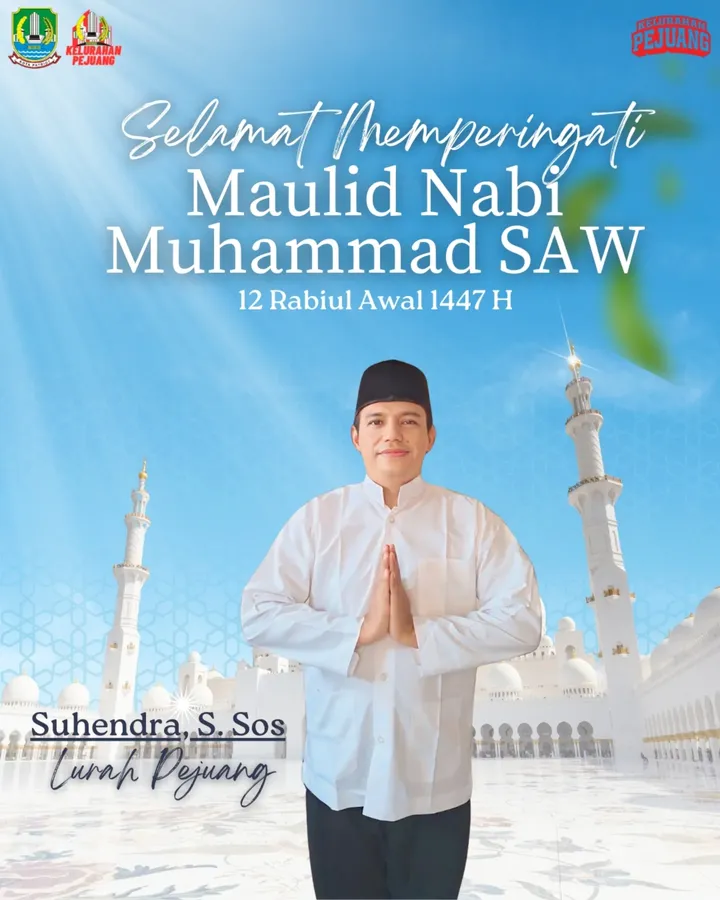 KELURAHAN
PEJUANG
KELURAHAN
PEJUANG
Selamat Memperingati
Maulid Nabi
Muhammad SAW
12 Rabiul Awal 1447 H
Suhendra, S. Sos
Lurah Pejuang